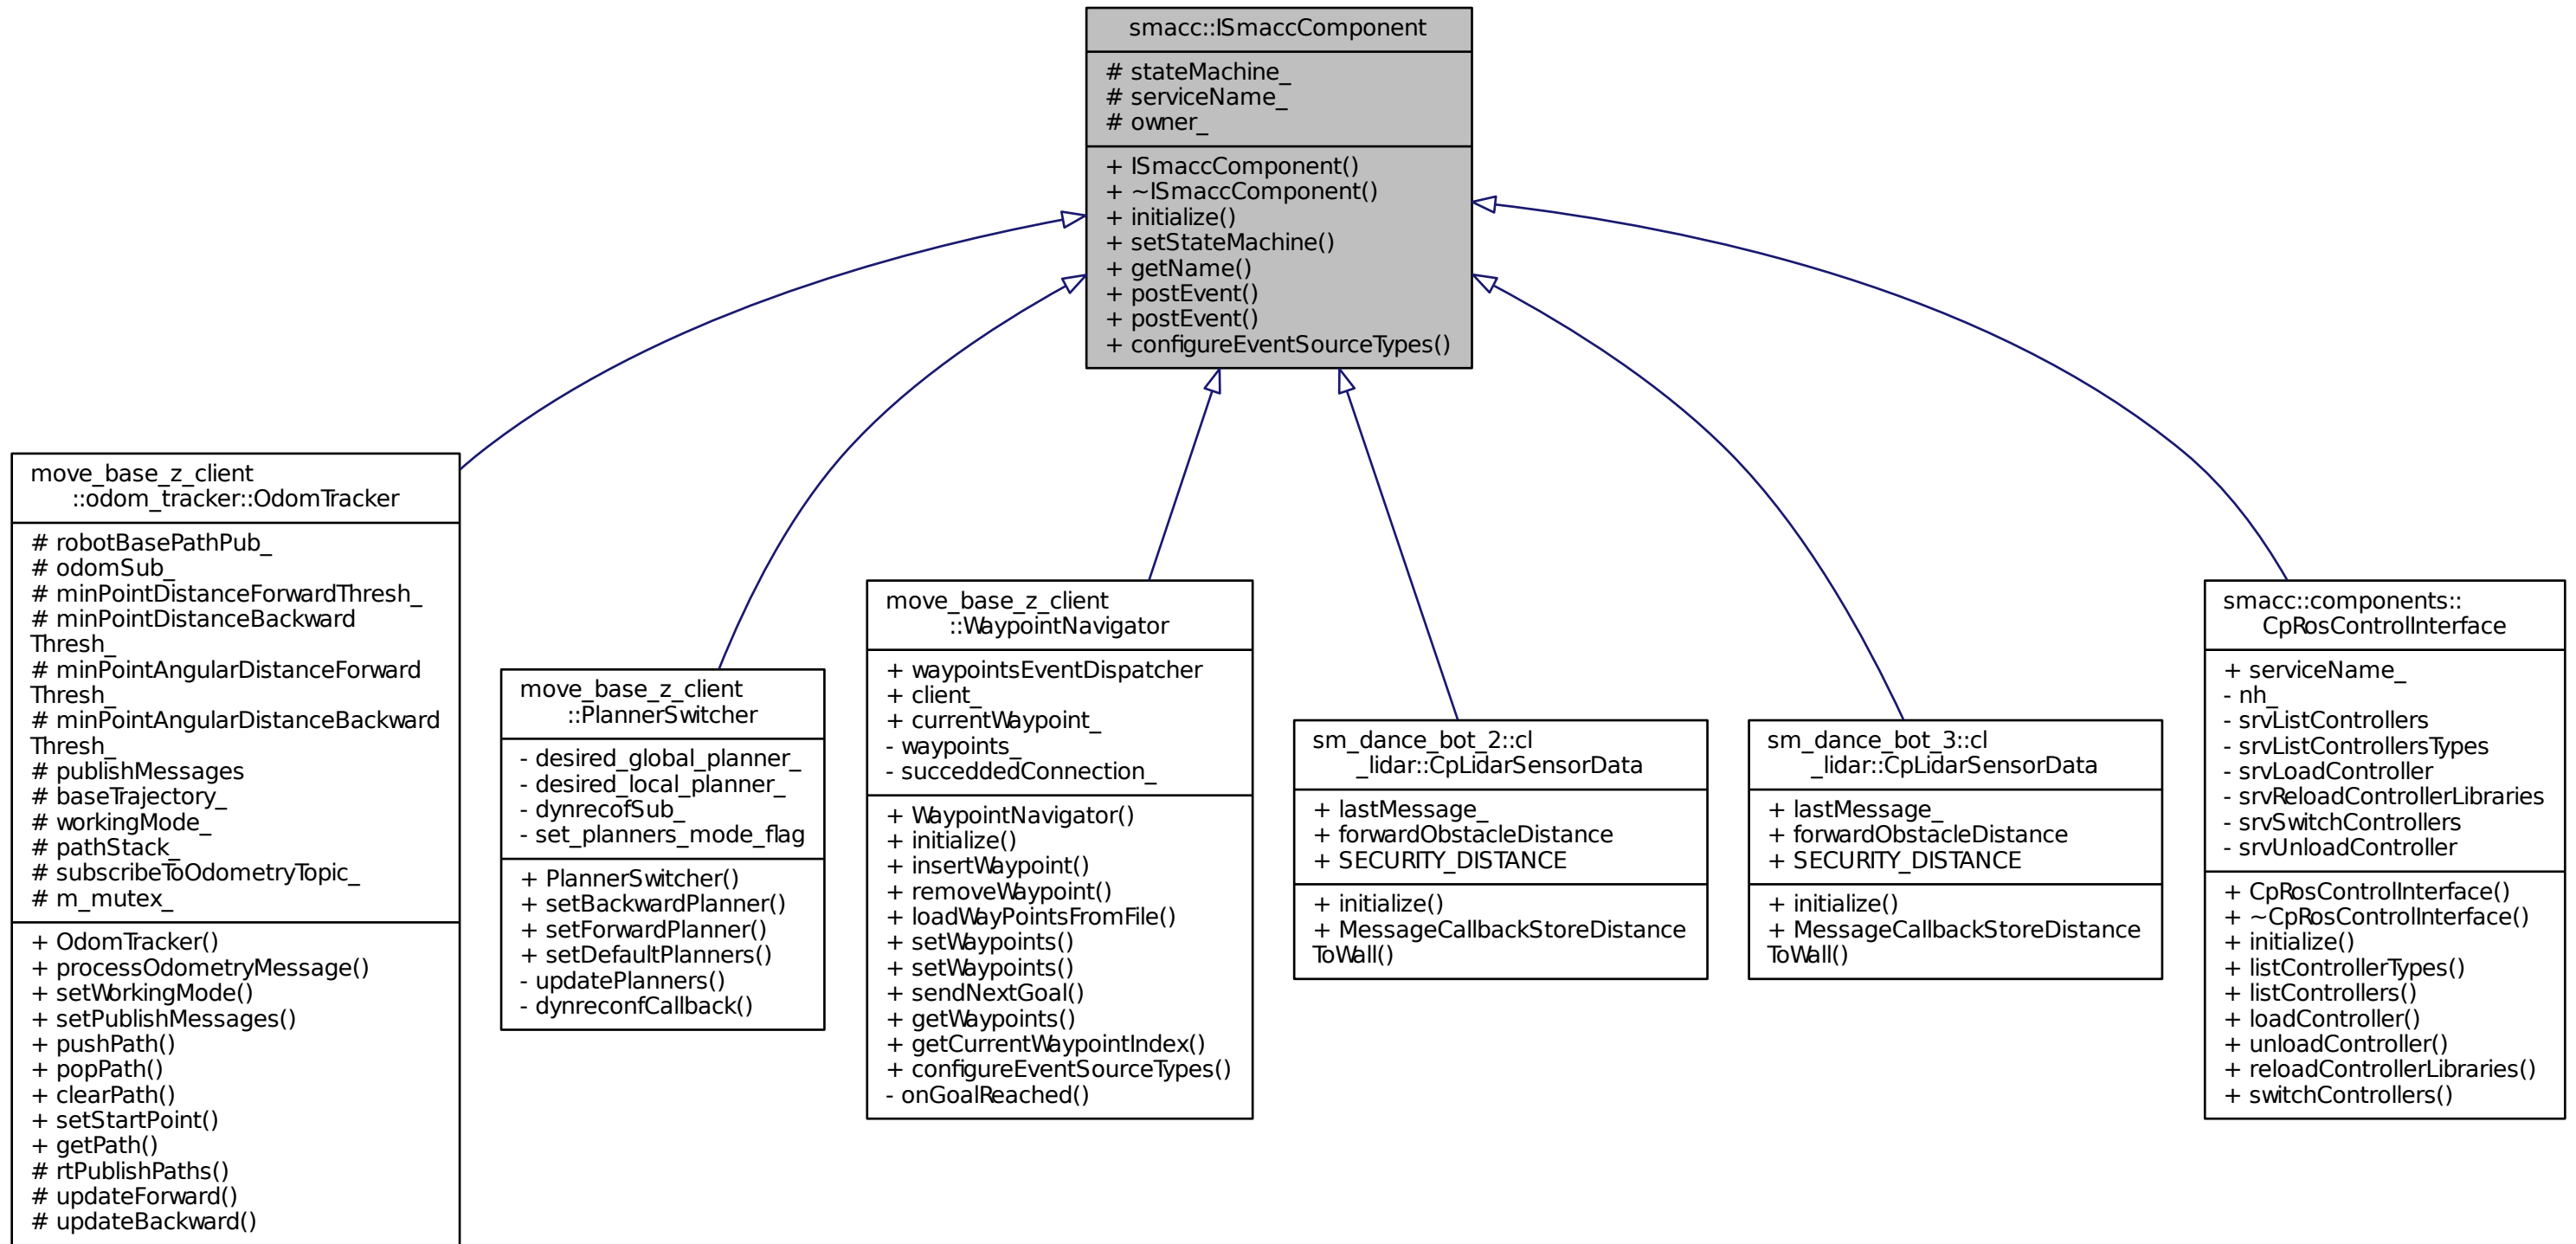 smacc::ISmaccComponent
# stateMachine_
# serviceName_
# owner_
+ ISmaccComponent()
+ ~ISmaccComponent()
+ initialize()
+ setStateMachine()
+ getName()
+ postEvent()
+ postEvent()
+ configureEventSourceTypes()
move_base_z_client
::odom_tracker::OdomTracker
# robotBasePathPub_
# odomSub_
# minPointDistanceForwardThresh_
# minPointDistanceBackward
Thresh_
# minPointAngularDistanceForward
Thresh_
# minPointAngularDistanceBackward
Thresh_
# publishMessages
# baseTrajectory_
# workingMode_
# pathStack_
# subscribeToOdometryTopic_
# m_mutex_
+ OdomTracker()
+ processOdometryMessage()
+ setWorkingMode()
+ setPublishMessages()
+ pushPath()
+ popPath()
+ clearPath()
+ setStartPoint()
+ getPath()
# rtPublishPaths()
# updateForward()
# updateBackward()
move_base_z_client
::PlannerSwitcher
- desired_global_planner_
- desired_local_planner_
- dynrecofSub_
- set_planners_mode_flag
+ PlannerSwitcher()
+ setBackwardPlanner()
+ setForwardPlanner()
+ setDefaultPlanners()
- updatePlanners()
- dynreconfCallback()
move_base_z_client
::WaypointNavigator
+ waypointsEventDispatcher
+ client_
+ currentWaypoint_
- waypoints_
- succeddedConnection_
+ WaypointNavigator()
+ initialize()
+ insertWaypoint()
+ removeWaypoint()
+ loadWayPointsFromFile()
+ setWaypoints()
+ setWaypoints()
+ sendNextGoal()
+ getWaypoints()
+ getCurrentWaypointIndex()
+ configureEventSourceTypes()
- onGoalReached()
sm_dance_bot_2::cl
_lidar::CpLidarSensorData
+ lastMessage_
+ forwardObstacleDistance
+ SECURITY_DISTANCE
+ initialize()
+ MessageCallbackStoreDistance
ToWall()
sm_dance_bot_3::cl
_lidar::CpLidarSensorData
+ lastMessage_
+ forwardObstacleDistance
+ SECURITY_DISTANCE
+ initialize()
+ MessageCallbackStoreDistance
ToWall()
smacc::components::
CpRosControlInterface
+ serviceName_
- nh_
- srvListControllers
- srvListControllersTypes
- srvLoadController
- srvReloadControllerLibraries
- srvSwitchControllers
- srvUnloadController
+ CpRosControlInterface()
+ ~CpRosControlInterface()
+ initialize()
+ listControllerTypes()
+ listControllers()
+ loadController()
+ unloadController()
+ reloadControllerLibraries()
+ switchControllers()